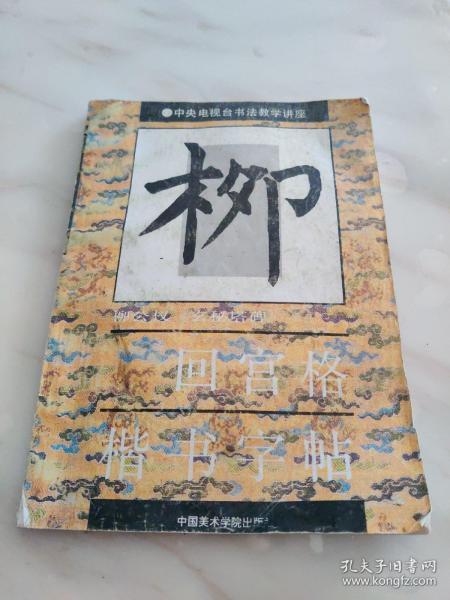 中央电视台书法教学讲座
柳
柳公权 玄秘塔碑
回宫格
楷书字帖
中国美术学院出版社
孔夫子旧书网
www.kongfz.com